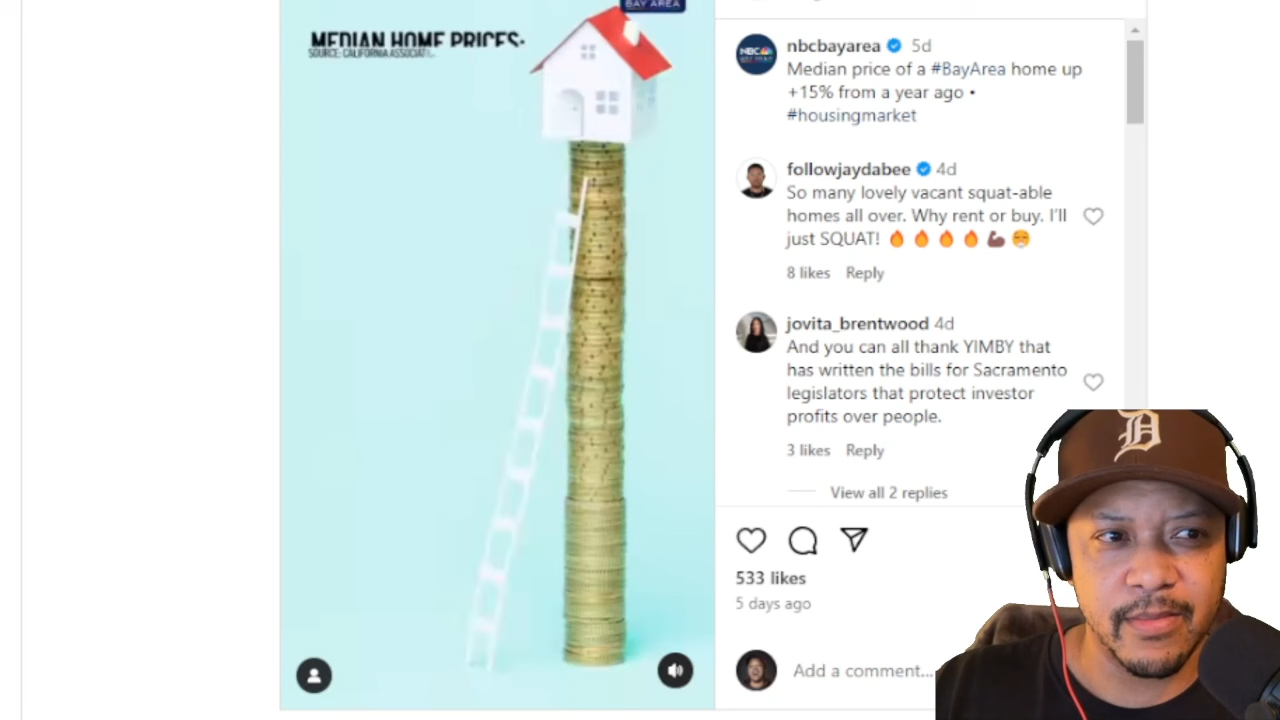 BAY AREA
MEDIAN HOME PRICES:
SOURCE: CALIFORNIA
nbcbayarea 5d
Median price of a #BayArea home up
+15% from a year ago •
#housingmarket
followjaydabee 4d
So many lovely vacant squat-able
homes all over. Why rent or buy. I'll
just SQUAT! 🔥 🔥 🔥 🔥 💪🏾 😁
8 likes Reply
jovita_brentwood 4d
And you can all thank YIMBY that
has written the bills for Sacramento
legislators that protect investor
profits over people.
3 likes Reply
View all 2 replies
533 likes
5 days ago
Add a comment...
NBC
D